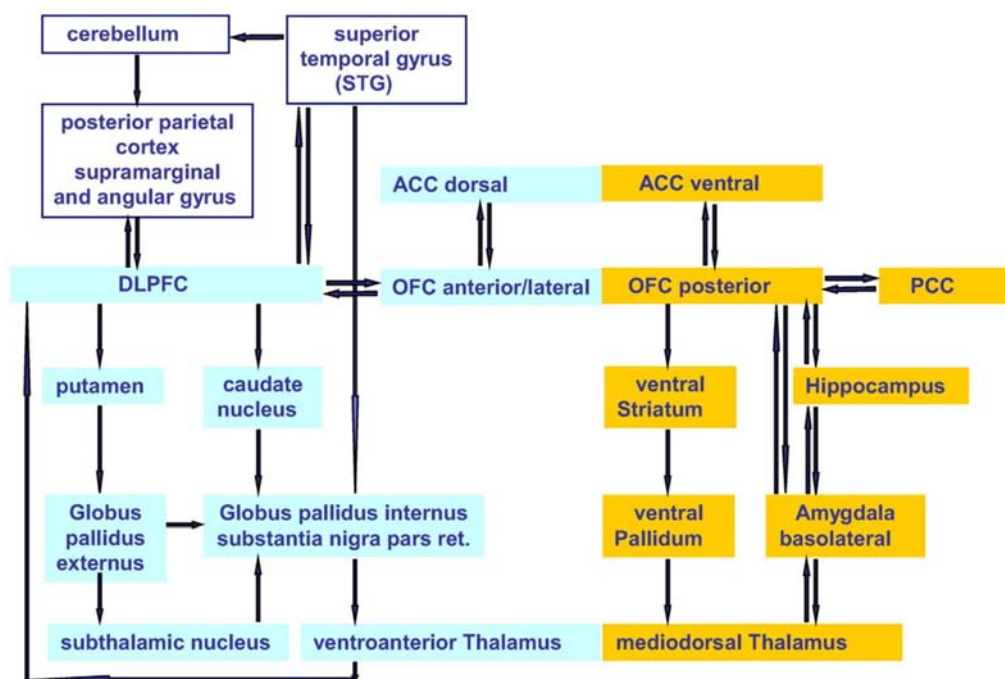 cerebellum
superior
temporal gyrus
(STG)
posterior parietal
cortex
supramarginal
and angular gyrus
ACC dorsal
ACC ventral
DLPFC
OFC anterior/lateral
OFC posterior
PCC
putamen
caudate
nucleus
ventral
Striatum
Hippocampus
Globus
pallidus
externus
Globus pallidus internus
substantia nigra pars ret.
ventral
Pallidum
Amygdala
basolateral
subthalamic nucleus
ventroanterior Thalamus
mediodorsal Thalamus